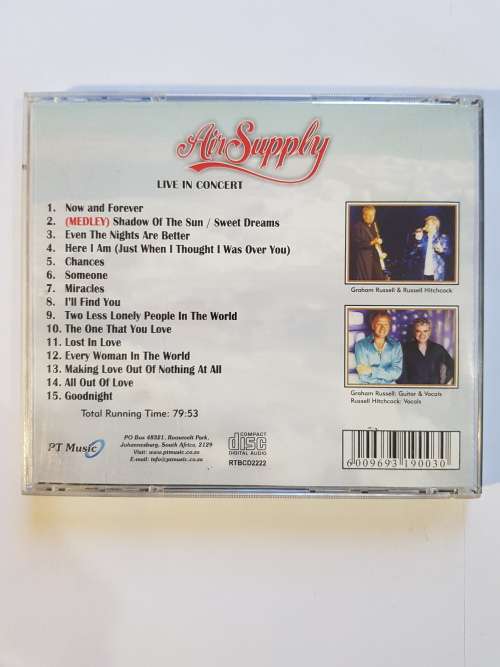 Air Supply
LIVE IN CONCERT
1. Now and Forever
2. (MEDLEY) Shadow Of The Sun / Sweet Dreams
3. Even The Nights Are Better
4. Here I Am (Just When I Thought I Was Over You)
5. Chances
6. Someone
7. Miracles
8. I'll Find You
9. Two Less Lonely People In The World
10. The One That You Love
11. Lost In Love
12. Every Woman In The World
13. Making Love Out Of Nothing At All
14. All Out Of Love
15. Goodnight
Total Running Time: 79:53
Graham Russell & Russell Hitchcock
Graham Russell: Guitar & Vocals
Russell Hitchcock: Vocals
PT Music
PO Box 48321, Roosevelt Park,
Johannesburg, South Africa, 2129
Visit: www.ptmusic.co.za
E-mail: info@ptmusic.co.za
COMPACT
disc
DIGITAL AUDIO
RTBCD2222
6009693190030